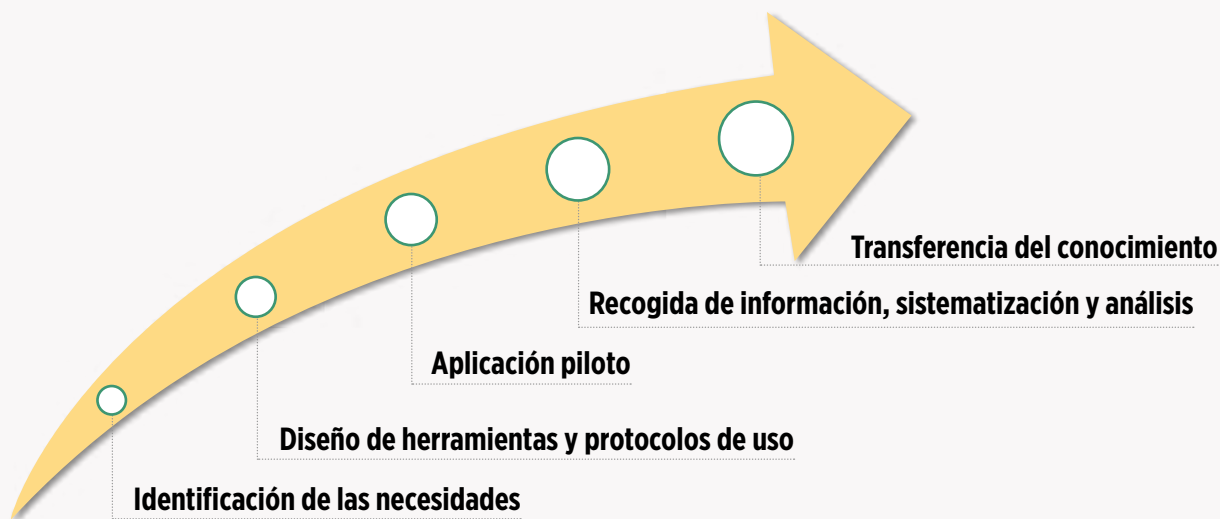 Transferencia del conocimiento
Recogida de información, sistematización y análisis
Aplicación piloto
Diseño de herramientas y protocolos de uso
Identificación de las necesidades